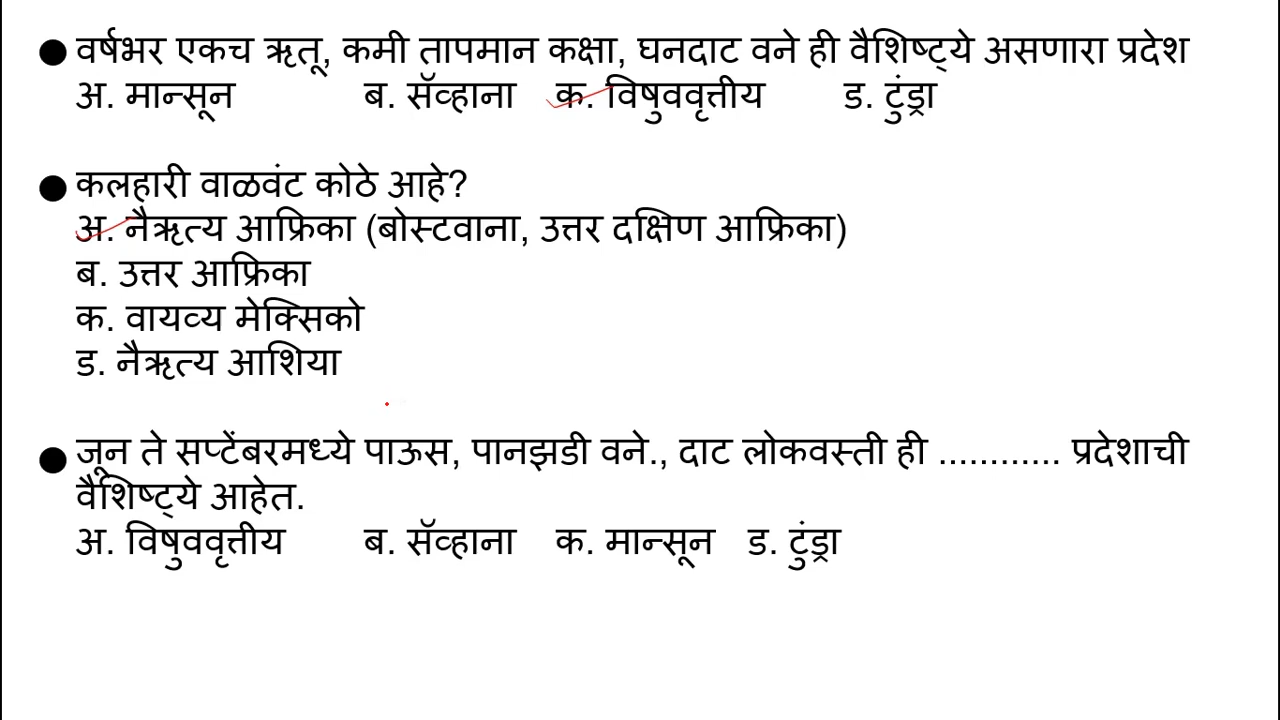 ● वर्षभर एकच ऋतू, कमी तापमान कक्षा, घनदाट वने ही वैशिष्ट्ये असणारा प्रदेश
अ. मान्सून ब. सॅव्हाना क. विषुववृत्तीय ड. टुंड्रा
● कलहारी वाळवंट कोठे आहे?
अ. नैऋत्य आफ्रिका (बोस्टवाना, उत्तर दक्षिण आफ्रिका)
ब. उत्तर आफ्रिका
क. वायव्य मेक्सिको
ड. नैऋत्य आशिया
● जून ते सप्टेंबरमध्ये पाऊस, पानझडी वने., दाट लोकवस्ती ही ............ प्रदेशाची
वैशिष्ट्ये आहेत.
अ. विषुववृत्तीय ब. सॅव्हाना क. मान्सून ड. टुंड्रा